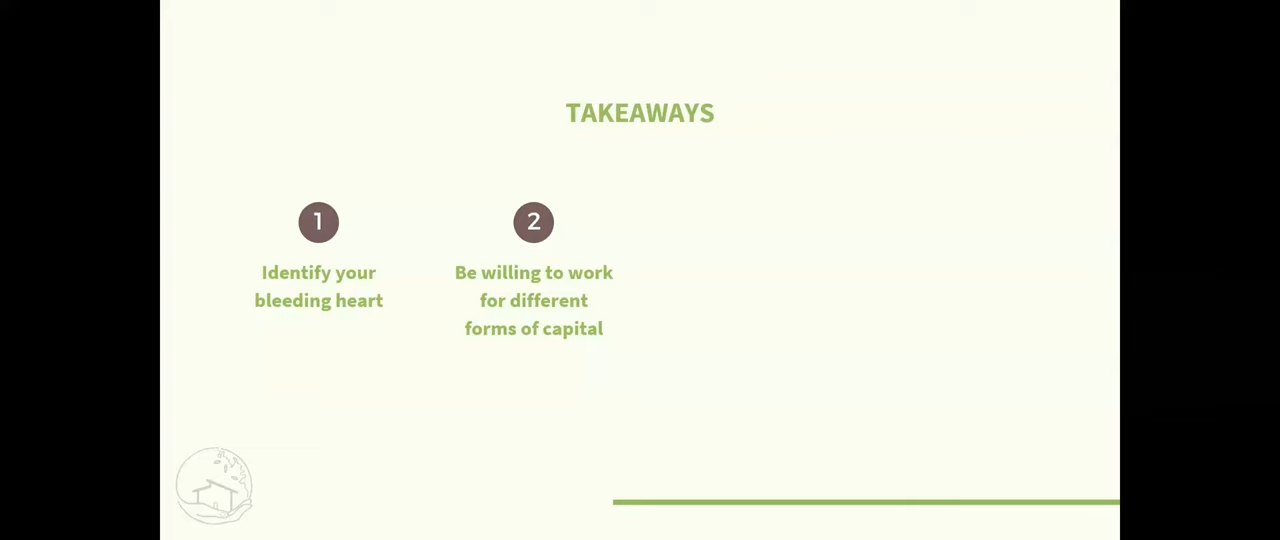 TAKEAWAYS
1
Identify your
bleeding heart
2
Be willing to work
for different
forms of capital